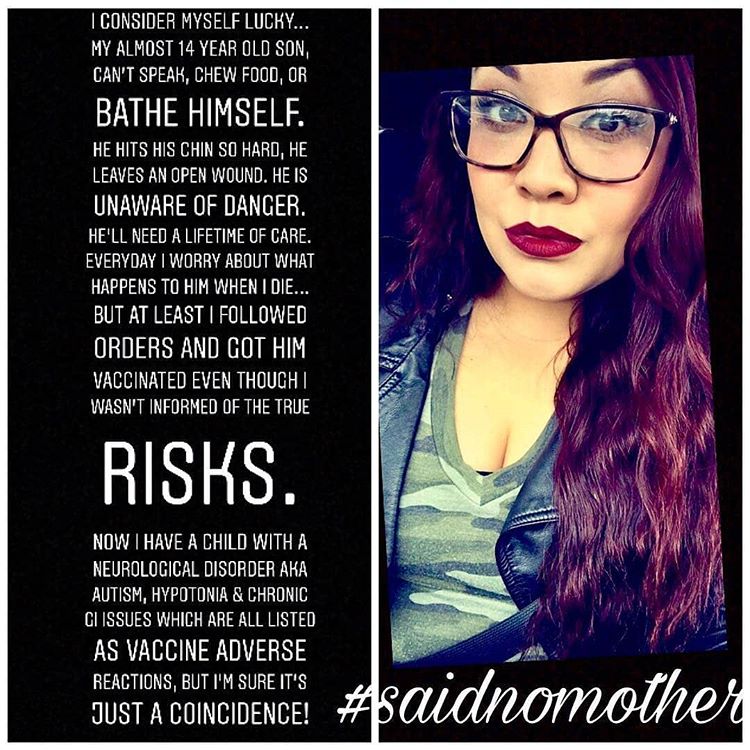 I CONSIDER MYSELF LUCKY...
MY ALMOST 14 YEAR OLD SON,
CAN'T SPEAK, CHEW FOOD, OR
BATHE HIMSELF.
HE HITS HIS CHIN SO HARD, HE
LEAVES AN OPEN WOUND. HE IS
UNAWARE OF DANGER.
HE'LL NEED A LIFETIME OF CARE.
EVERYDAY I WORRY ABOUT WHAT
HAPPENS TO HIM WHEN I DIE...
BUT AT LEAST I FOLLOWED
ORDERS AND GOT HIM
VACCINATED EVEN THOUGH I
WASN'T INFORMED OF THE TRUE
RISKS.
NOW I HAVE A CHILD WITH A
NEUROLOGICAL DISORDER AKA
AUTISM, HYPOTONIA & CHRONIC
GI ISSUES WHICH ARE ALL LISTED
AS VACCINE ADVERSE
REACTIONS, BUT I'M SURE IT'S
JUST A COINCIDENCE!
#saidnomother